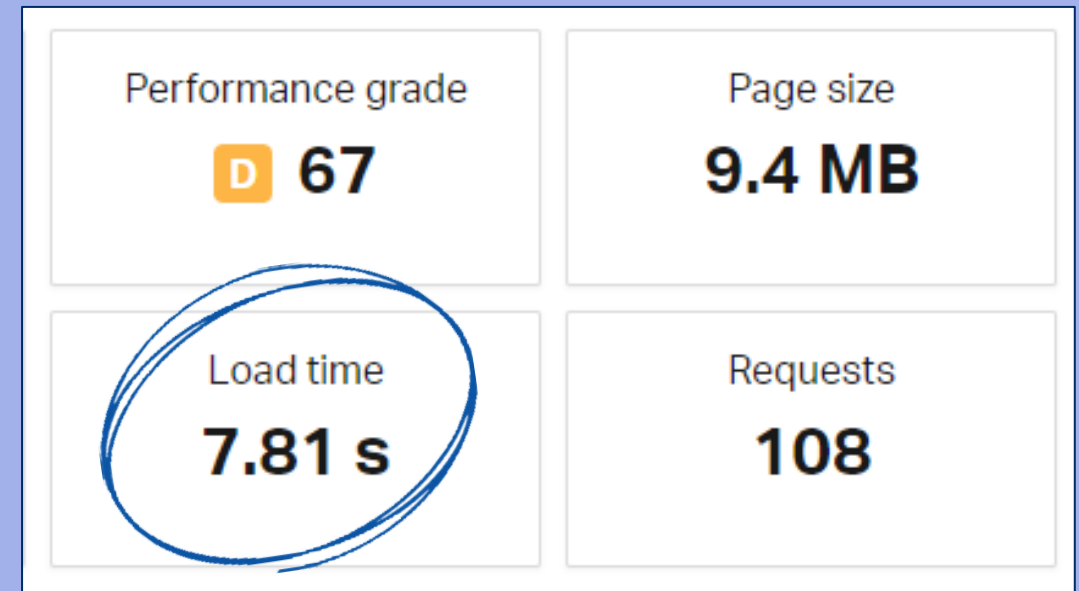 Performance grade
D 67
Page size
9.4 MB
Load time
7.81 s
Requests
108